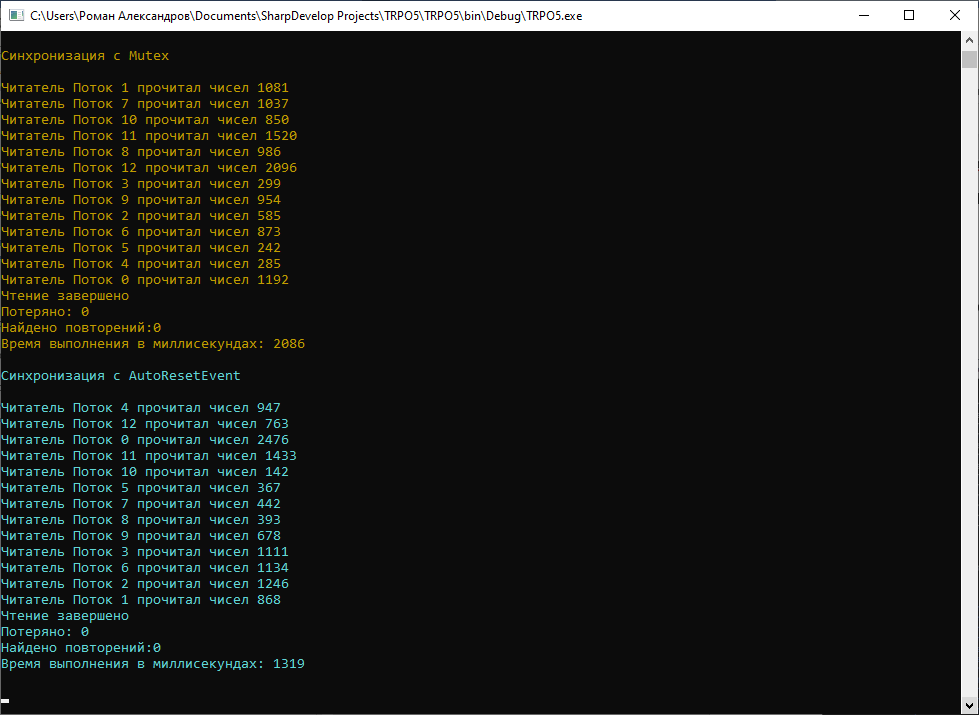 C:\Users\Роман Александров\Documents\SharpDevelop Projects\TRPO5\TRPO5\bin\Debug\TRPO5.exe
Синхронизация с Mutex
Читатель Поток 1 прочитал чисел 1081
Читатель Поток 7 прочитал чисел 1037
Читатель Поток 10 прочитал чисел 850
Читатель Поток 11 прочитал чисел 1520
Читатель Поток 8 прочитал чисел 986
Читатель Поток 12 прочитал чисел 2096
Читатель Поток 3 прочитал чисел 299
Читатель Поток 9 прочитал чисел 954
Читатель Поток 2 прочитал чисел 585
Читатель Поток 6 прочитал чисел 873
Читатель Поток 5 прочитал чисел 242
Читатель Поток 4 прочитал чисел 285
Читатель Поток 0 прочитал чисел 1192
Чтение завершено
Потеряно: 0
Найдено повторений:0
Время выполнения в миллисекундах: 2086
Синхронизация с AutoResetEvent
Читатель Поток 4 прочитал чисел 947
Читатель Поток 12 прочитал чисел 763
Читатель Поток 0 прочитал чисел 2476
Читатель Поток 11 прочитал чисел 1433
Читатель Поток 10 прочитал чисел 142
Читатель Поток 5 прочитал чисел 367
Читатель Поток 7 прочитал чисел 442
Читатель Поток 8 прочитал чисел 393
Читатель Поток 9 прочитал чисел 678
Читатель Поток 3 прочитал чисел 1111
Читатель Поток 6 прочитал чисел 1134
Читатель Поток 2 прочитал чисел 1246
Читатель Поток 1 прочитал чисел 868
Чтение завершено
Потеряно: 0
Найдено повторений:0
Время выполнения в миллисекундах: 1319